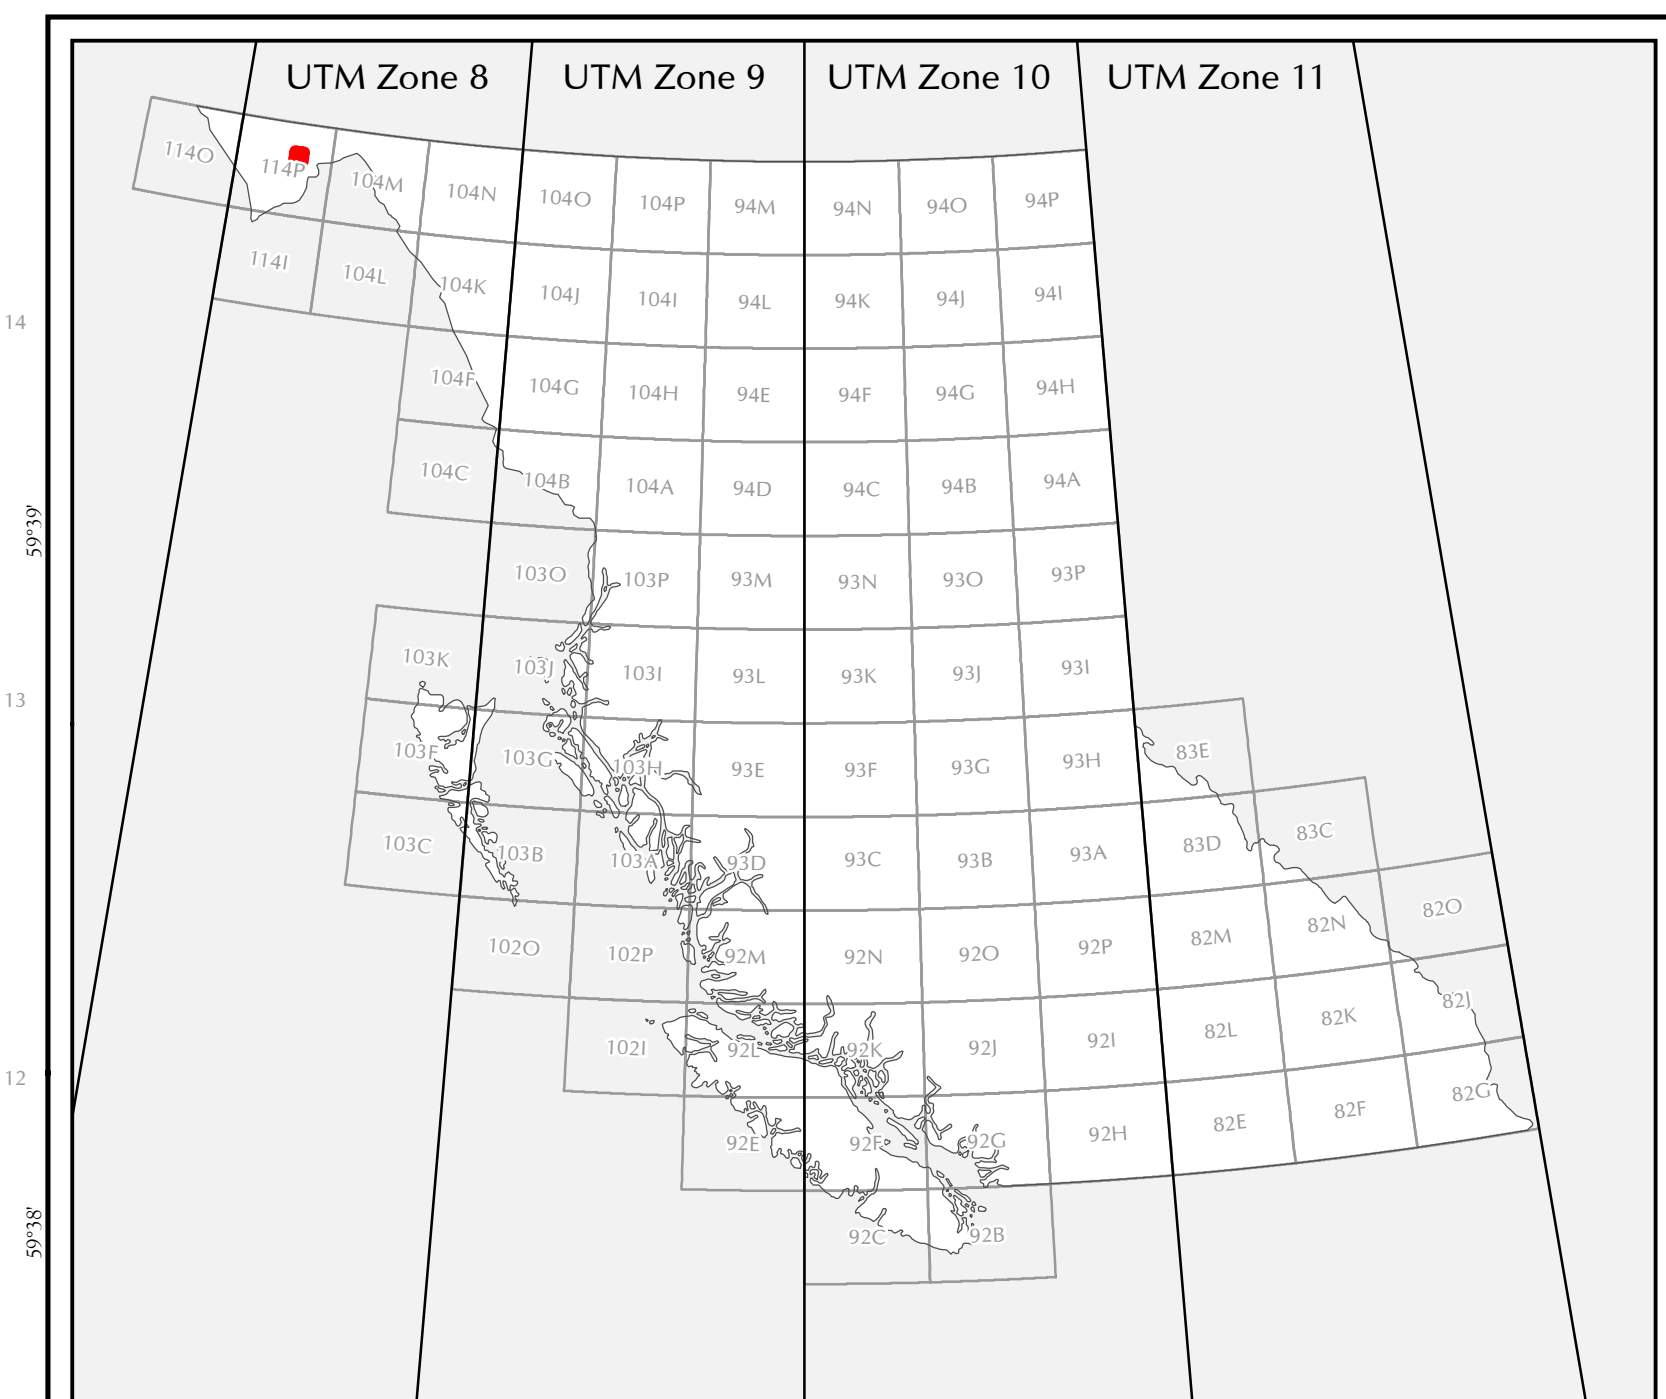 UTM Zone 8 UTM Zone 9 UTM Zone 10 UTM Zone 11
114O 114P 104M 104N 104O 104P 94M 94N 94O 94P
114I 104L 104K 104J 104I 94L 94K 94J 94I
14
104F 104G 104H 94E 94F 94G 94H
104C 104B 104A 94D 94C 94B 94A
59°39'
103O 103P 93M 93N 93O 93P
103K 103J 103I 93L 93K 93J 93I
13
103F 103G 103H 93E 93F 93G 93H 83E
103C 103B 103A 93D 93C 93B 93A 83D 83C
102O 102P 92M 92N 92O 92P 82M 82N 82O
102I 92L 92K 92J 92I 82L 82K 82J
12
92E 92F 92G 92H 82E 82F 82G
59°38'
92C 92B